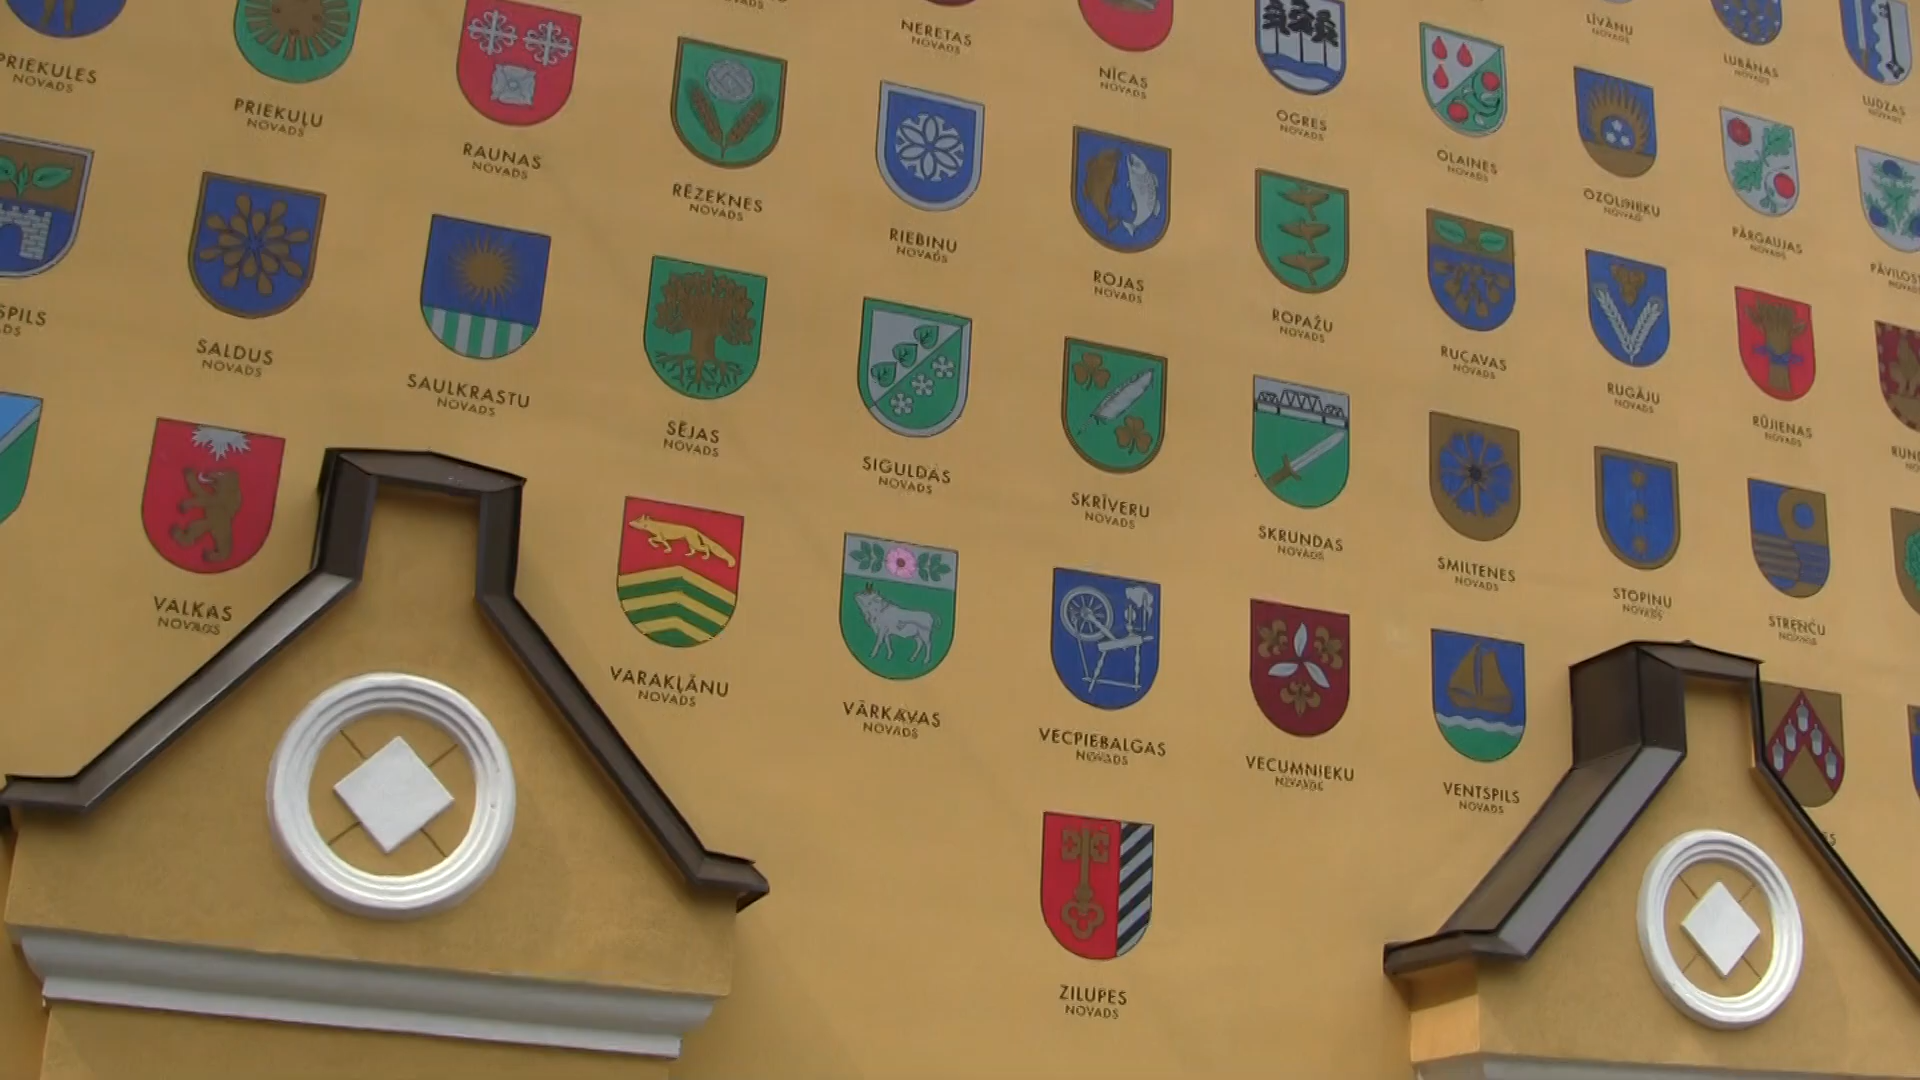 NERETAS
NOVADS
NĪCAS
NOVADS
LĪVĀNU
NOVADS
LUBĀNAS
NOVADS
LUDZAS
NOVADS
PRIEKULES
NOVADS
PRIEKUĻU
NOVADS
RAUNAS
NOVADS
RĒZEKNES
NOVADS
RIEBIŅU
NOVADS
ROJAS
NOVADS
OGRES
NOVADS
OLAINES
NOVADS
OZOLNIEKU
NOVADS
PĀRGAUJAS
NOVADS
SALDUS
NOVADS
SAULKRASTU
NOVADS
SĒJAS
NOVADS
SIGULDAS
NOVADS
SKRĪVERU
NOVADS
ROPAŽU
NOVADS
RUCAVAS
NOVADS
RUGĀJU
NOVADS
RŪJIENAS
NOVADS
VALKAS
NOVADS
VARAKĻĀNU
NOVADS
VĀRKAVAS
NOVADS
VECPIEBALGAS
NOVADS
SKRUNDAS
NOVADS
SMILTENES
NOVADS
STOPIŅU
NOVADS
STRENČU
NOVADS
VECUMNIEKU
NOVADS
VENTSPILS
NOVADS
ZILUPES
NOVADS